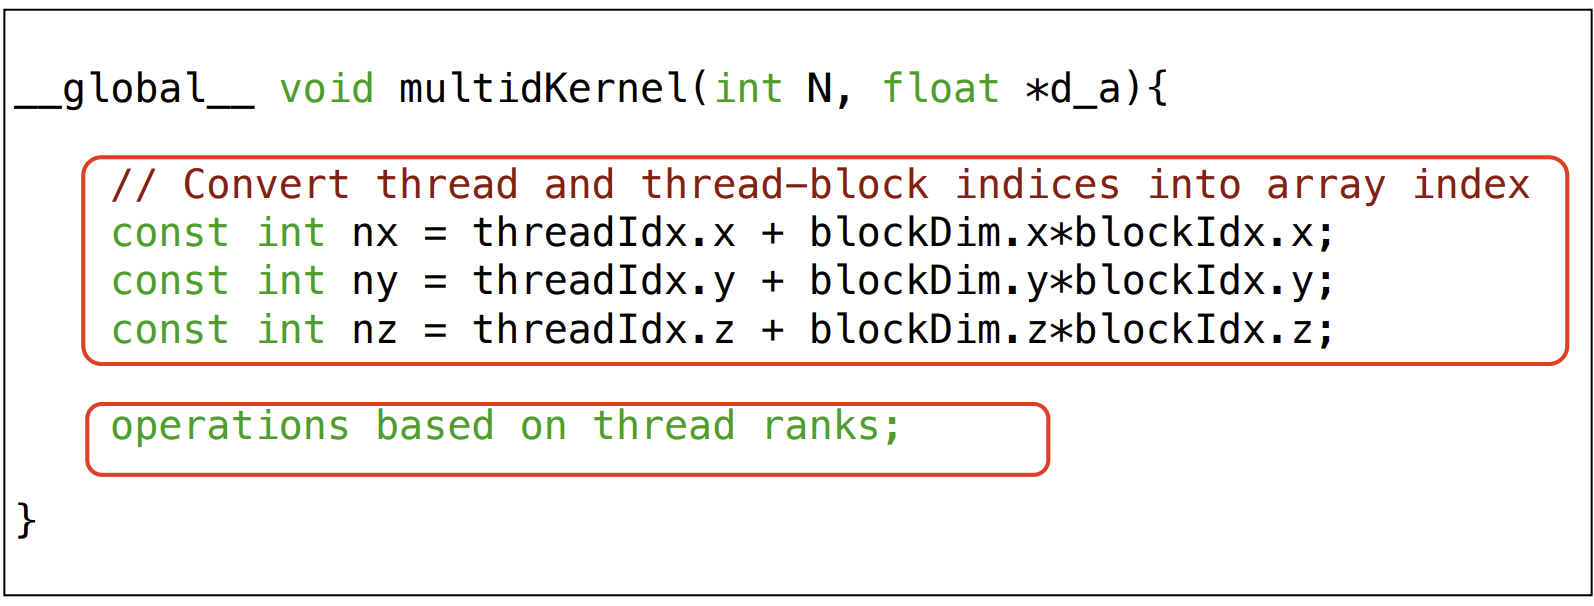 __global__ void multidKernel(int N, float *d_a){
// Convert thread and thread-block indices into array index
const int nx = threadIdx.x + blockDim.x*blockIdx.x;
const int ny = threadIdx.y + blockDim.y*blockIdx.y;
const int nz = threadIdx.z + blockDim.z*blockIdx.z;
operations based on thread ranks;
}